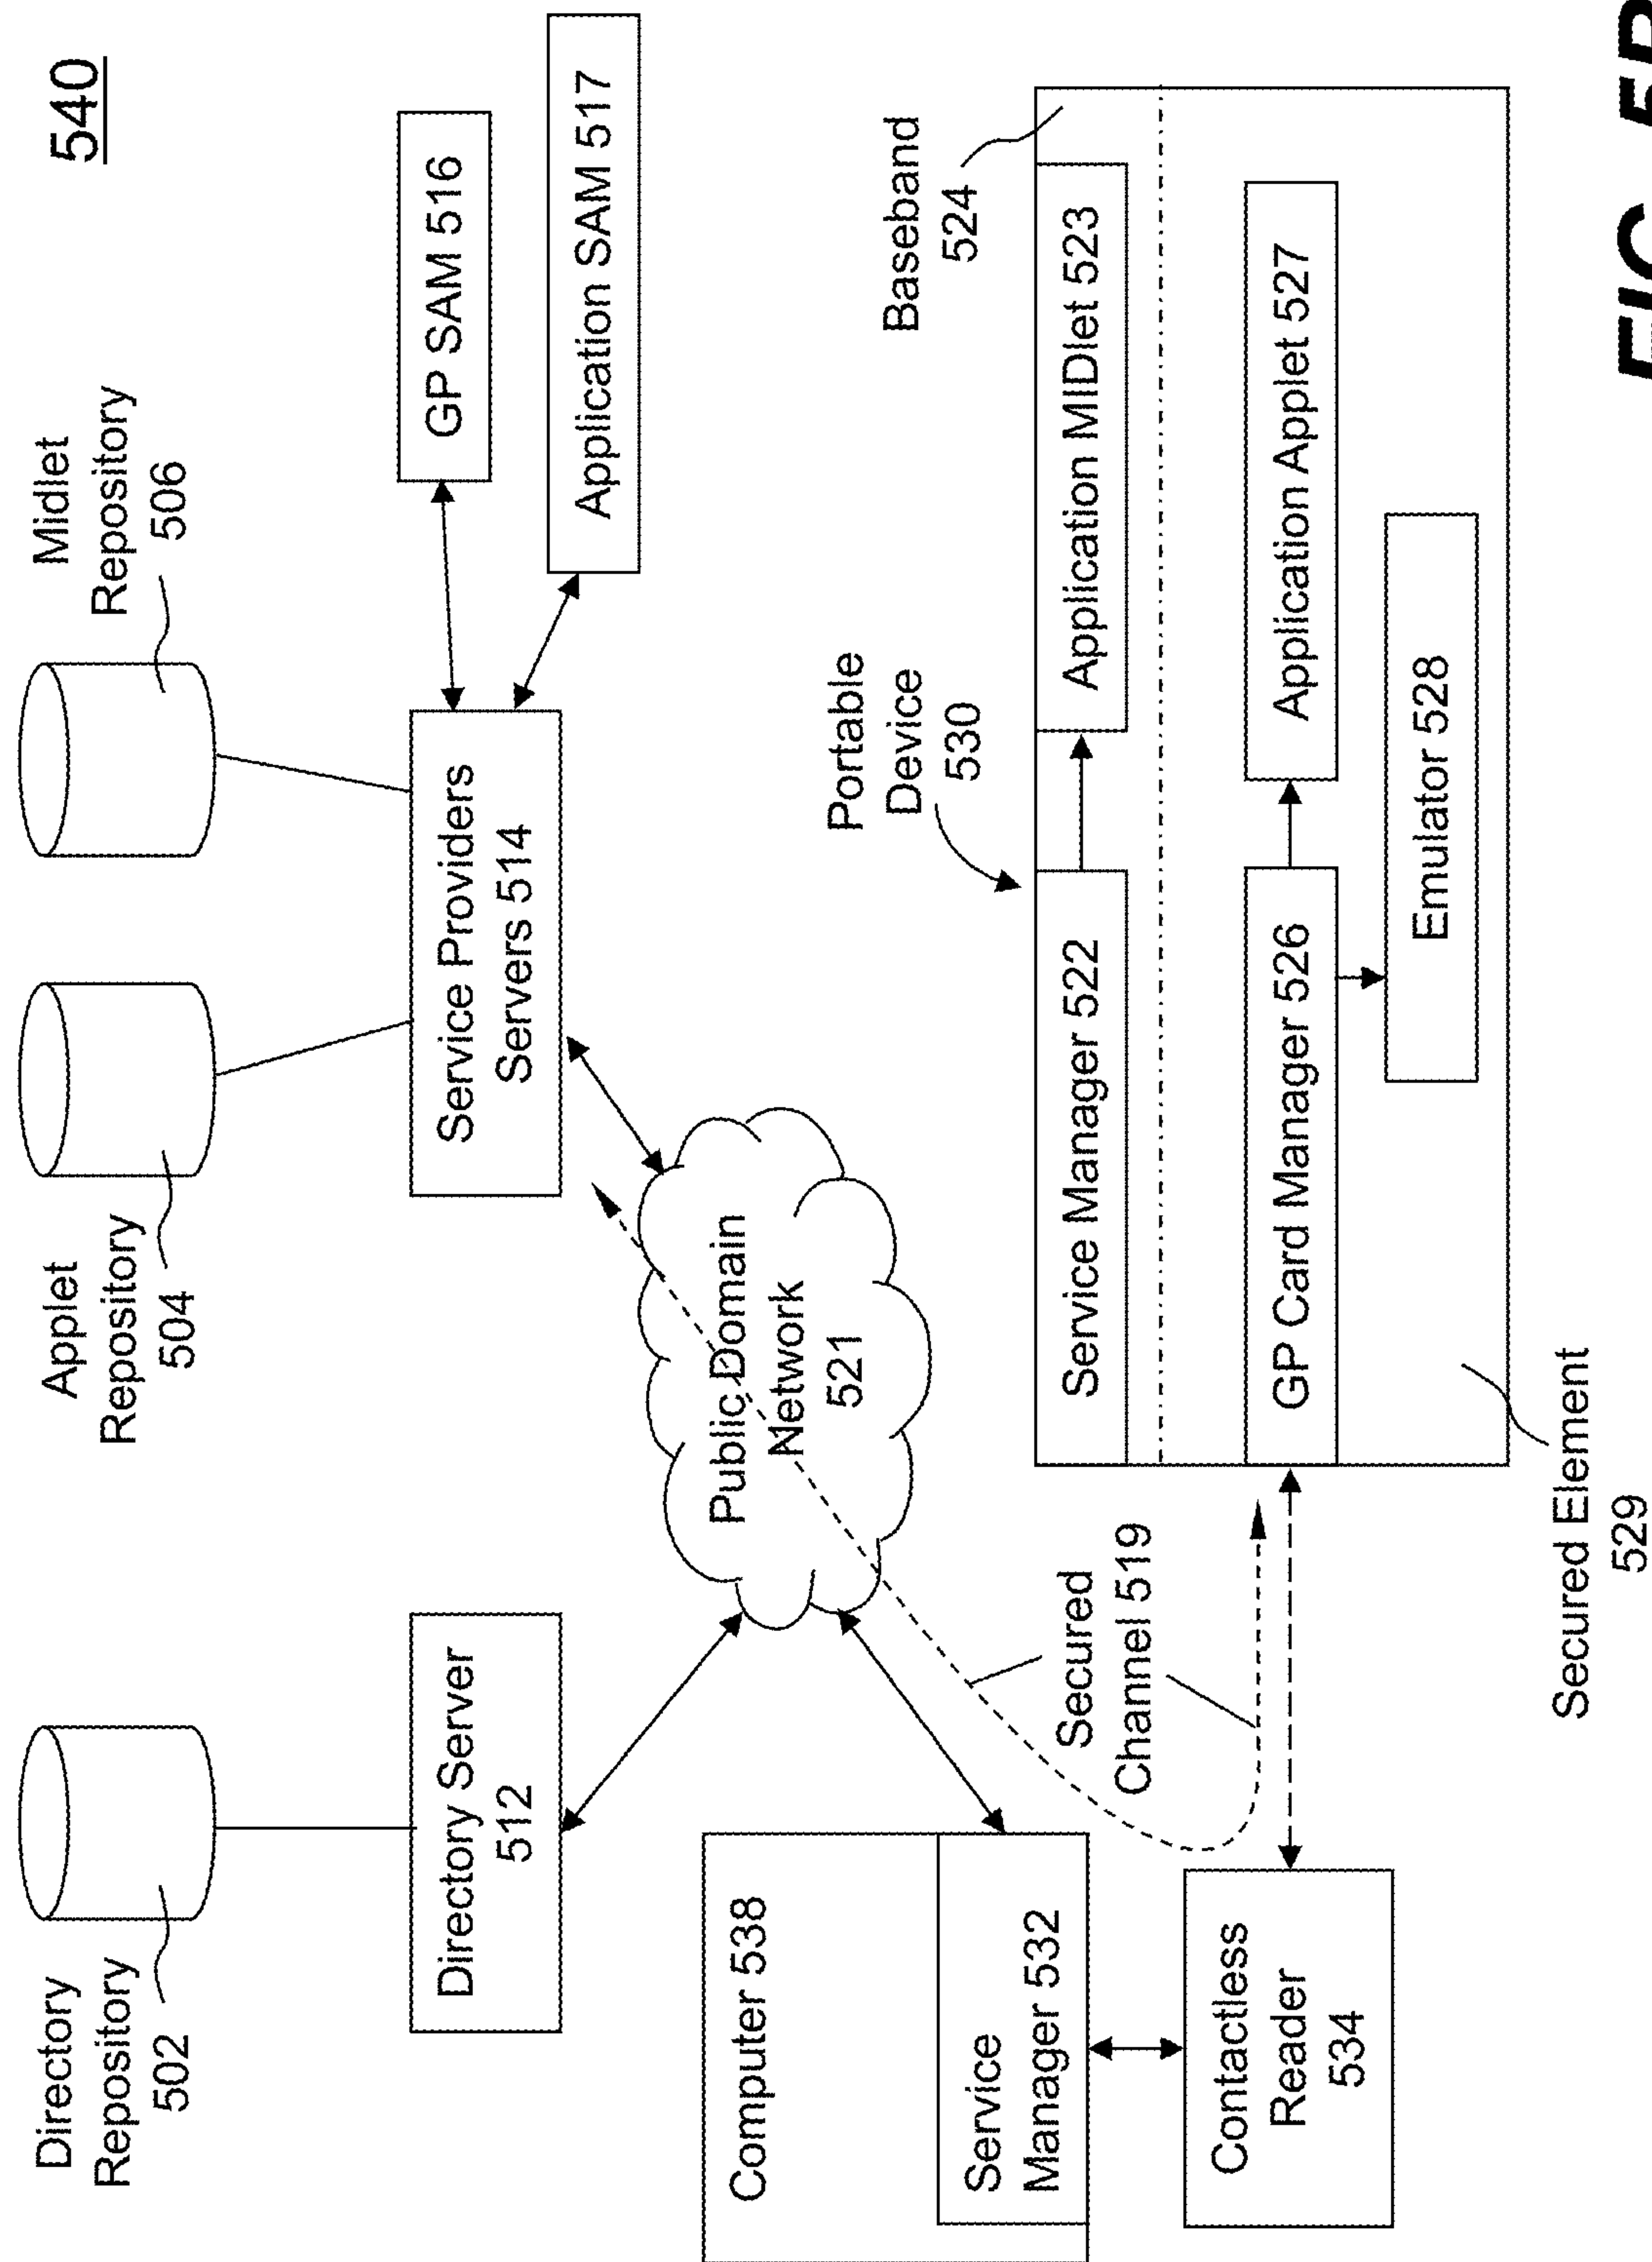 540
Directory
Repository
502
Applet
Repository
504
Midlet
Repository
506
Directory Server
512
Service Providers
Servers 514
GP SAM 516
Application SAM 517
Public Domain
Network
521
Computer 538
Service
Manager 532
Contactless
Reader
534
Secured
Channel 519
Portable
Device
530
Baseband
524
Service Manager 522
Application MIDlet 523
GP Card Manager 526
Application Applet 527
Emulator 528
Secured Element
529